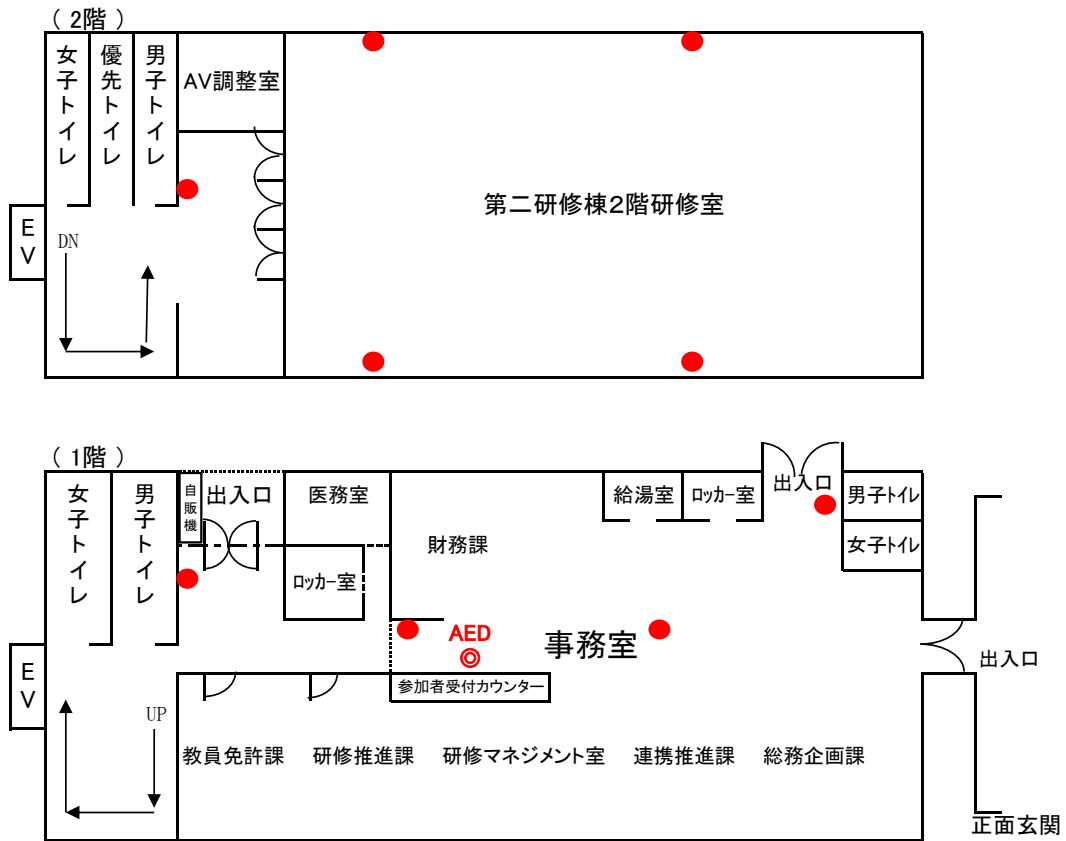 （ 2階 ）
女子トイレ
優先トイレ
男子トイレ
AV調整室
第二研修棟2階研修室
EV
DN
（ 1階 ）
女子トイレ
男子トイレ
自販機
出入口
医務室
給湯室
ロッカー室
出入口
男子トイレ
女子トイレ
財務課
ロッカー室
AED
事務室
出入口
EV
参加者受付カウンター
UP
教員免許課
研修推進課
研修マネジメント室
連携推進課
総務企画課
正面玄関